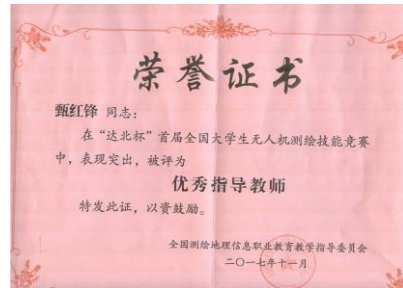 荣誉证书
甄红锋 同志：
在“达北杯”首届全国大学生无人机测绘技能竞赛
中，表现突出，被评为
优秀指导教师
特发此证，以资鼓励。
全国测绘地理信息职业教育教学指导委员会
二〇一七年十一月